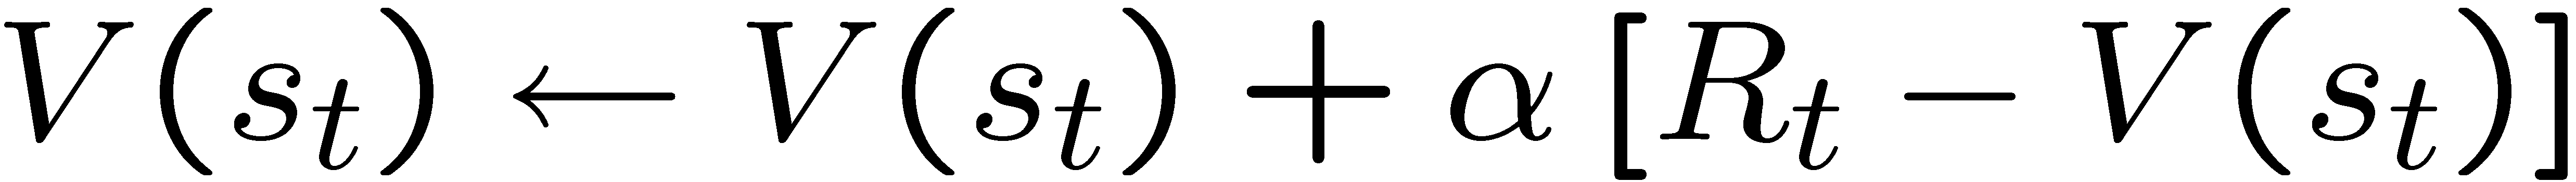 V(s_t) ← V(s_t) + α [R_t − V(s_t)]